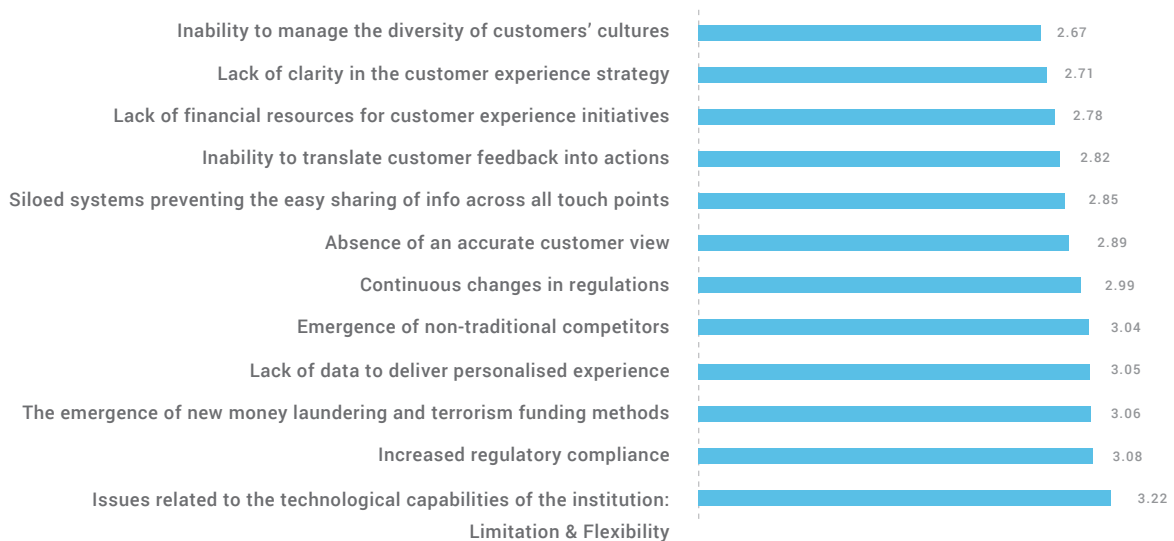 Inability to manage the diversity of customers’ cultures 2.67
Lack of clarity in the customer experience strategy 2.71
Lack of financial resources for customer experience initiatives 2.78
Inability to translate customer feedback into actions 2.82
Siloed systems preventing the easy sharing of info across all touch points 2.85
Absence of an accurate customer view 2.89
Continuous changes in regulations 2.99
Emergence of non-traditional competitors 3.04
Lack of data to deliver personalised experience 3.05
The emergence of new money laundering and terrorism funding methods 3.06
Increased regulatory compliance 3.08
Issues related to the technological capabilities of the institution: 3.22
Limitation & Flexibility